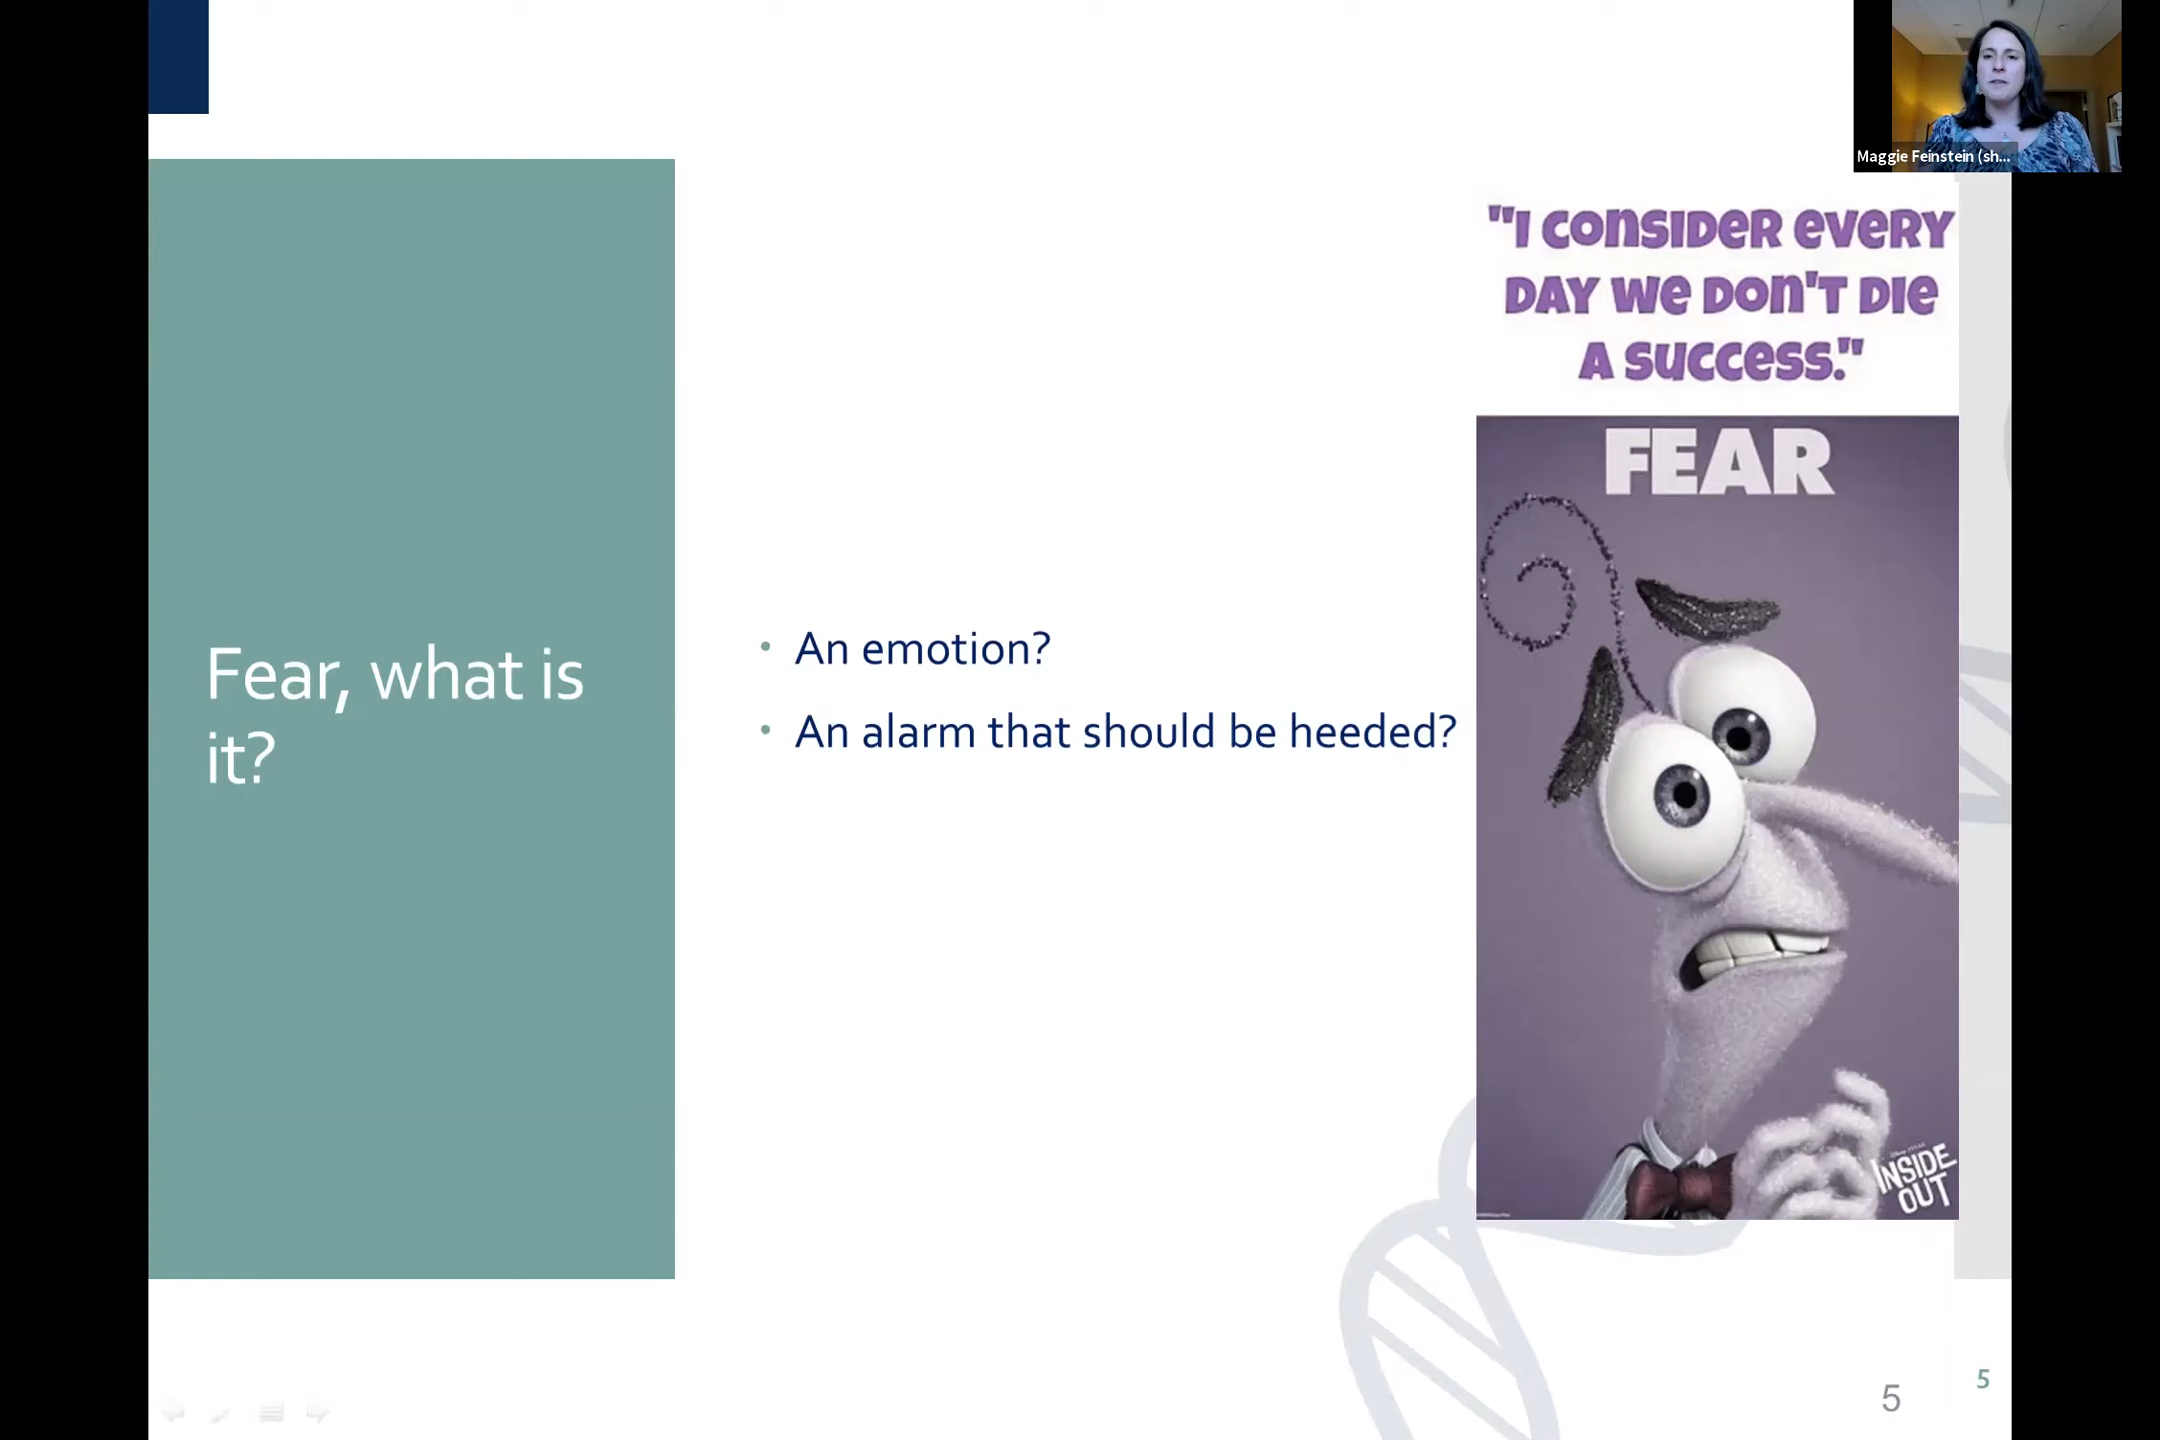 Maggie Feinstein (sh...
"I CONSIDER EVERY
DAY WE DON'T DIE
A SUCCESS."
FEAR
Fear, what is
it?
• An emotion?
• An alarm that should be heeded?
INSIDE
OUT
5
5